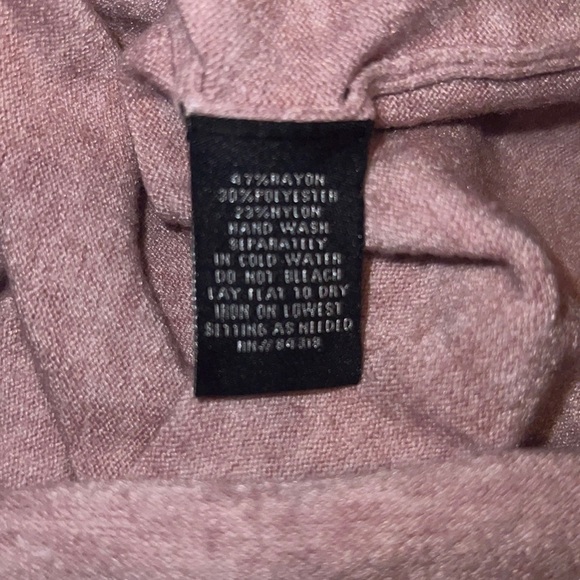 47%RAYON
30%POLYESTER
23%NYLON
HAND WASH
SEPARATELY
IN COLD WATER
DO NOT BLEACH
LAY FLAT TO DRY
IRON ON LOWEST
SETTING AS NEEDED
RN# 84319